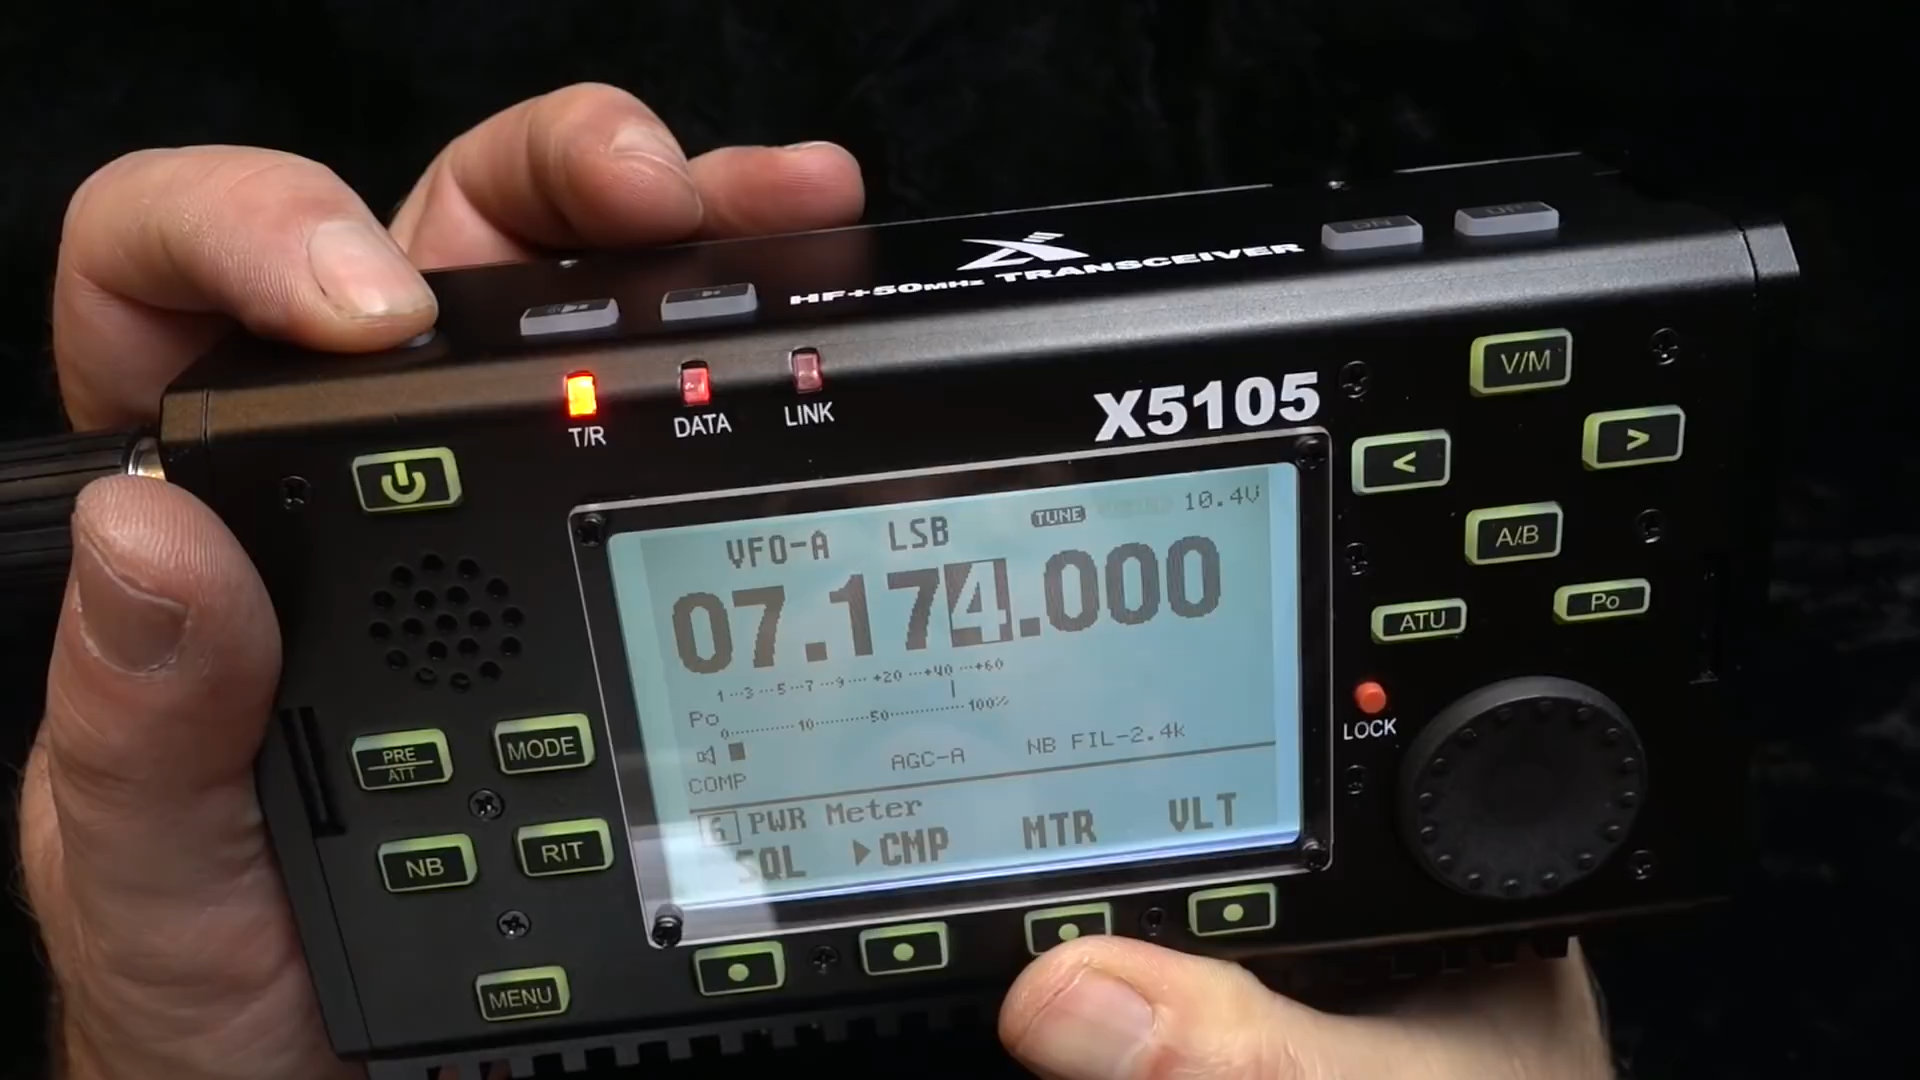 DN
UP
HF+50MHz TRANSCEIVER
T/R
DATA
LINK
X5105
V/M
<
>
A/B
ATU
Po
LOCK
VFO-A LSB TUNE 10.4V
07.174.000
1···3···5···7···9····+20···+40···+60
Po
0··········10··········50··········100%
COMP AGC-A NB FIL-2.4k
6 PWR Meter
SQL ▶CMP MTR VLT
PRE
ATT
MODE
NB
RIT
MENU